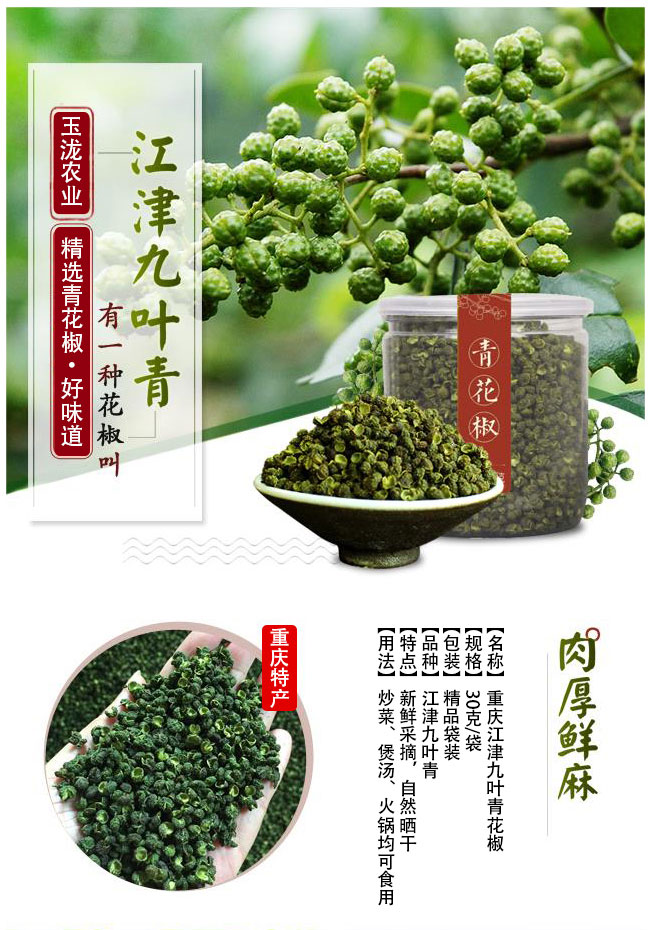 玉泷农业
精选青花椒·好味道
有一种花椒叫
江津九叶青
青花椒
重庆特产
肉厚鲜麻
【名称】 重庆江津九叶青花椒
【规格】 30克/袋
【包装】 精品袋装
【品种】 江津九叶青
【特点】 新鲜采摘，自然晒干
【用法】 炒菜、煲汤、火锅均可食用